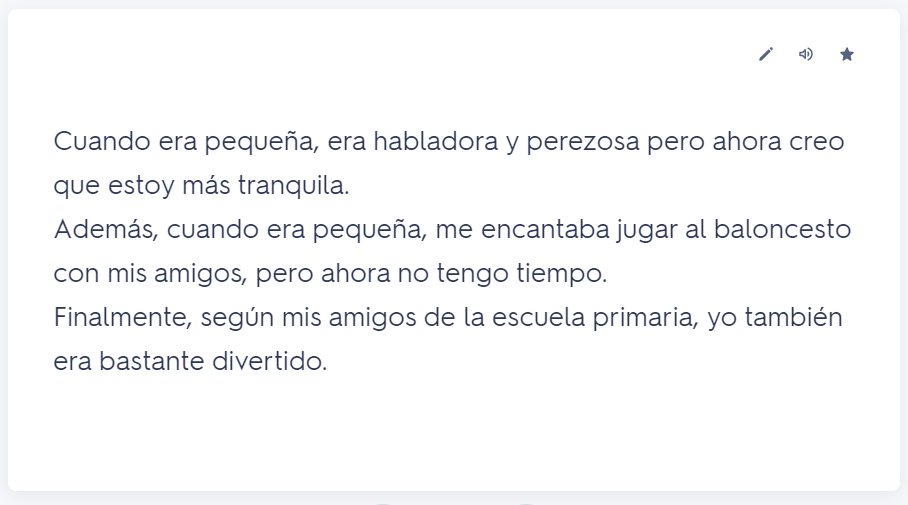 Cuando era pequeña, era habladora y perezosa pero ahora creo
que estoy más tranquila.
Además, cuando era pequeña, me encantaba jugar al baloncesto
con mis amigos, pero ahora no tengo tiempo.
Finalmente, según mis amigos de la escuela primaria, yo también
era bastante divertido.